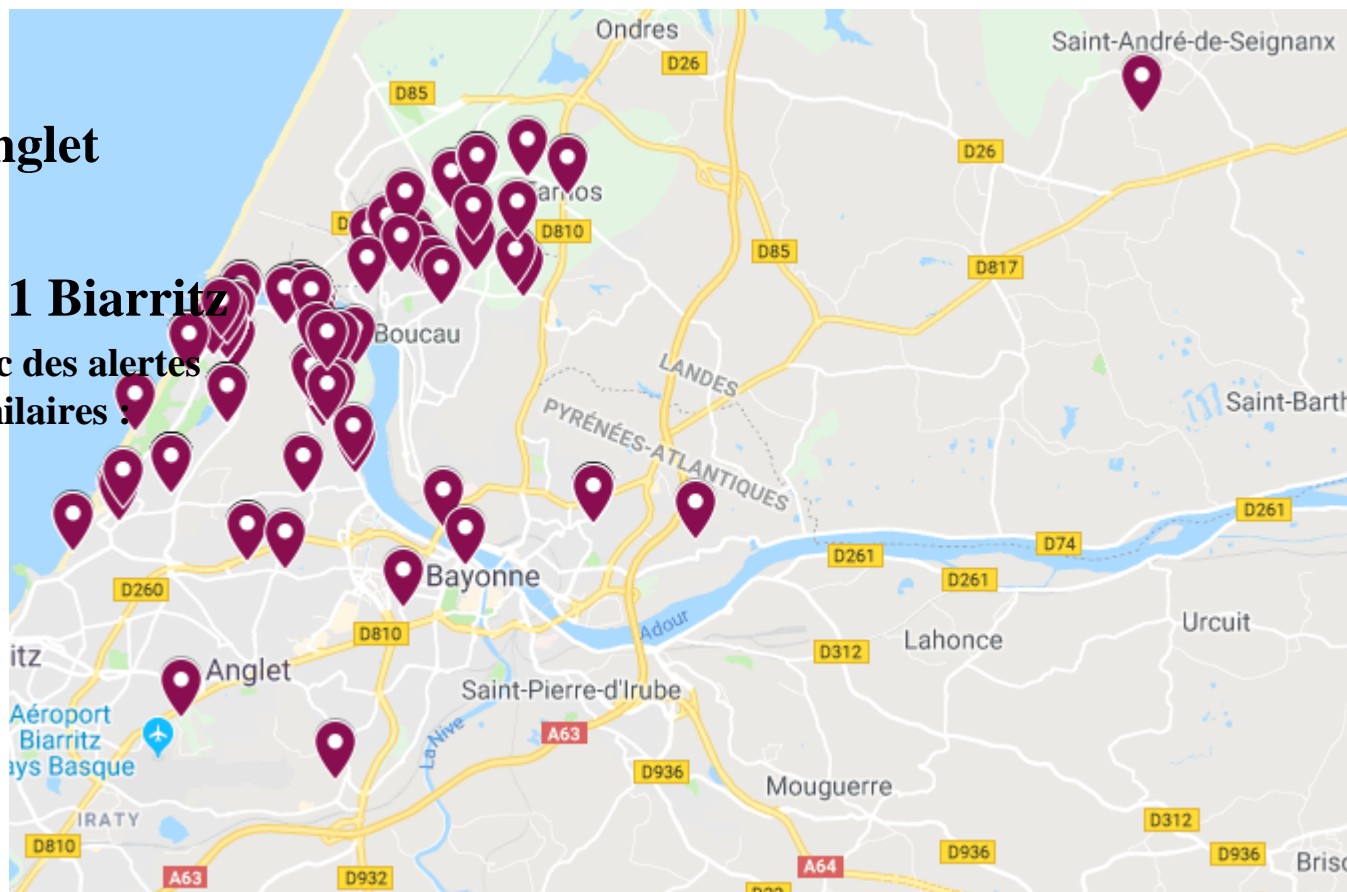 Ondres
Saint-André-de-Seignanx
D26
D85
nglet
D26
Tarnos
D810
D85
D817
1 Biarritz
Boucau
c des alertes
LANDES
Saint-Barth
nilaires :
PYRÉNÉES-ATLANTIQUES
D261
D74
D261
D261
D260
Bayonne
Adour
Urcuit
D810
Lahonce
D312
itz
Anglet
Saint-Pierre-d'Irube
Aéroport
Biarritz
ays Basque
La Nive
A63
D936
Mouguerre
IRATY
D312
D810
D936
D936
Brisc
A63
D932
A64